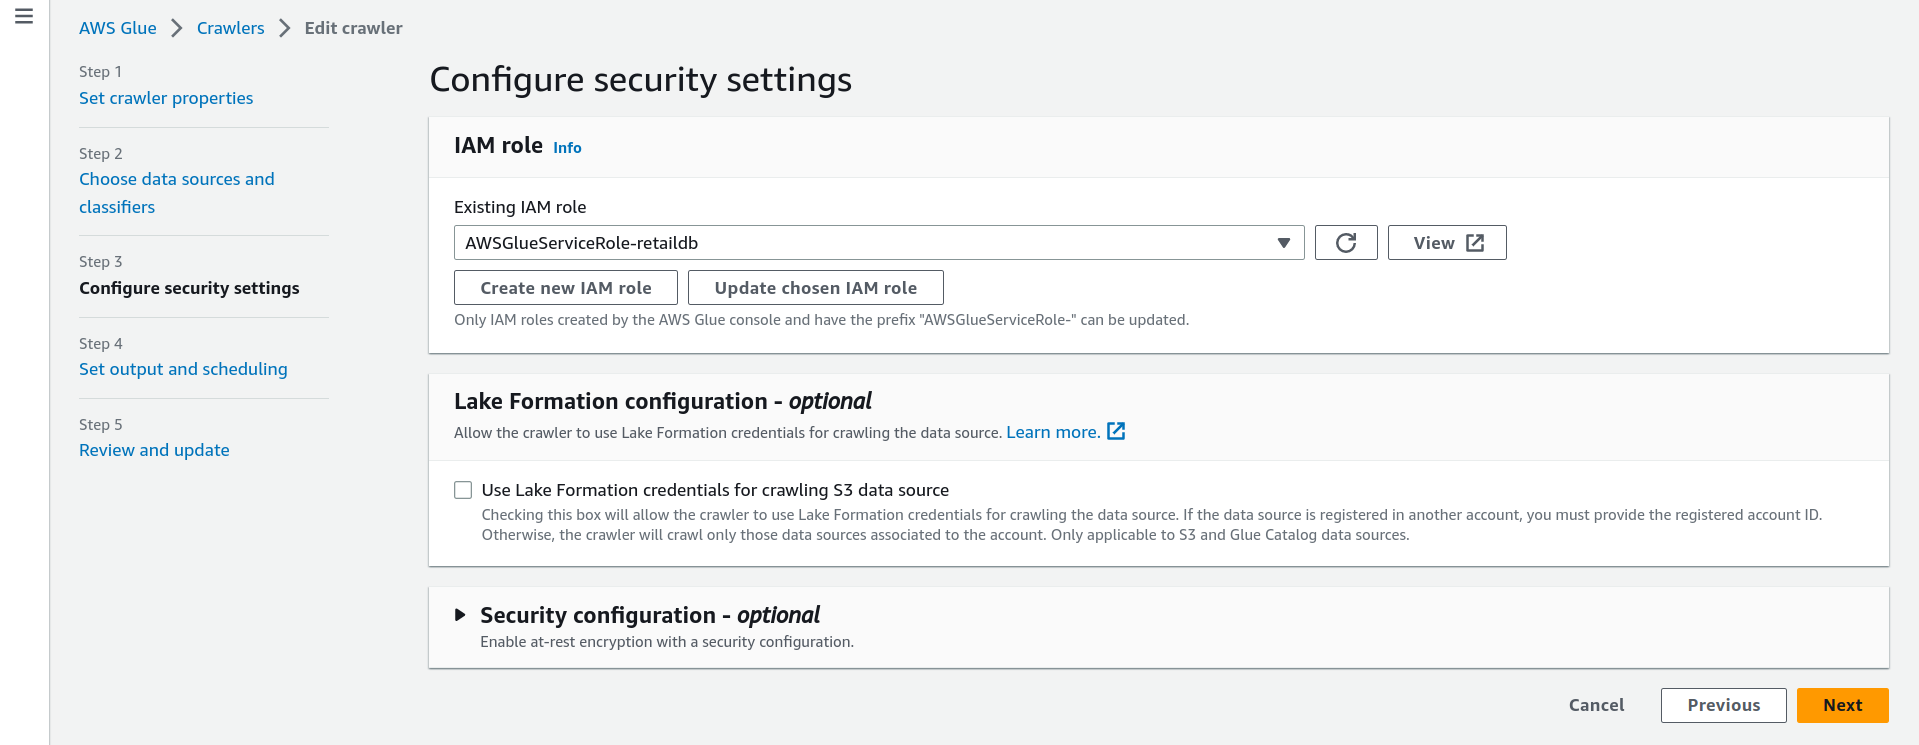 AWS Glue > Crawlers > Edit crawler
Step 1
Set crawler properties
Step 2
Choose data sources and
classifiers
Step 3
Configure security settings
Step 4
Set output and scheduling
Step 5
Review and update
Configure security settings
IAM role Info
Existing IAM role
AWSGlueServiceRole-retaildb
View
Create new IAM role Update chosen IAM role
Only IAM roles created by the AWS Glue console and have the prefix "AWSGlueServiceRole-" can be updated.
Lake Formation configuration - optional
Allow the crawler to use Lake Formation credentials for crawling the data source. Learn more.
Use Lake Formation credentials for crawling S3 data source
Checking this box will allow the crawler to use Lake Formation credentials for crawling the data source. If the data source is registered in another account, you must provide the registered account ID.
Otherwise, the crawler will crawl only those data sources associated to the account. Only applicable to S3 and Glue Catalog data sources.
Security configuration - optional
Enable at-rest encryption with a security configuration.
Cancel Previous Next